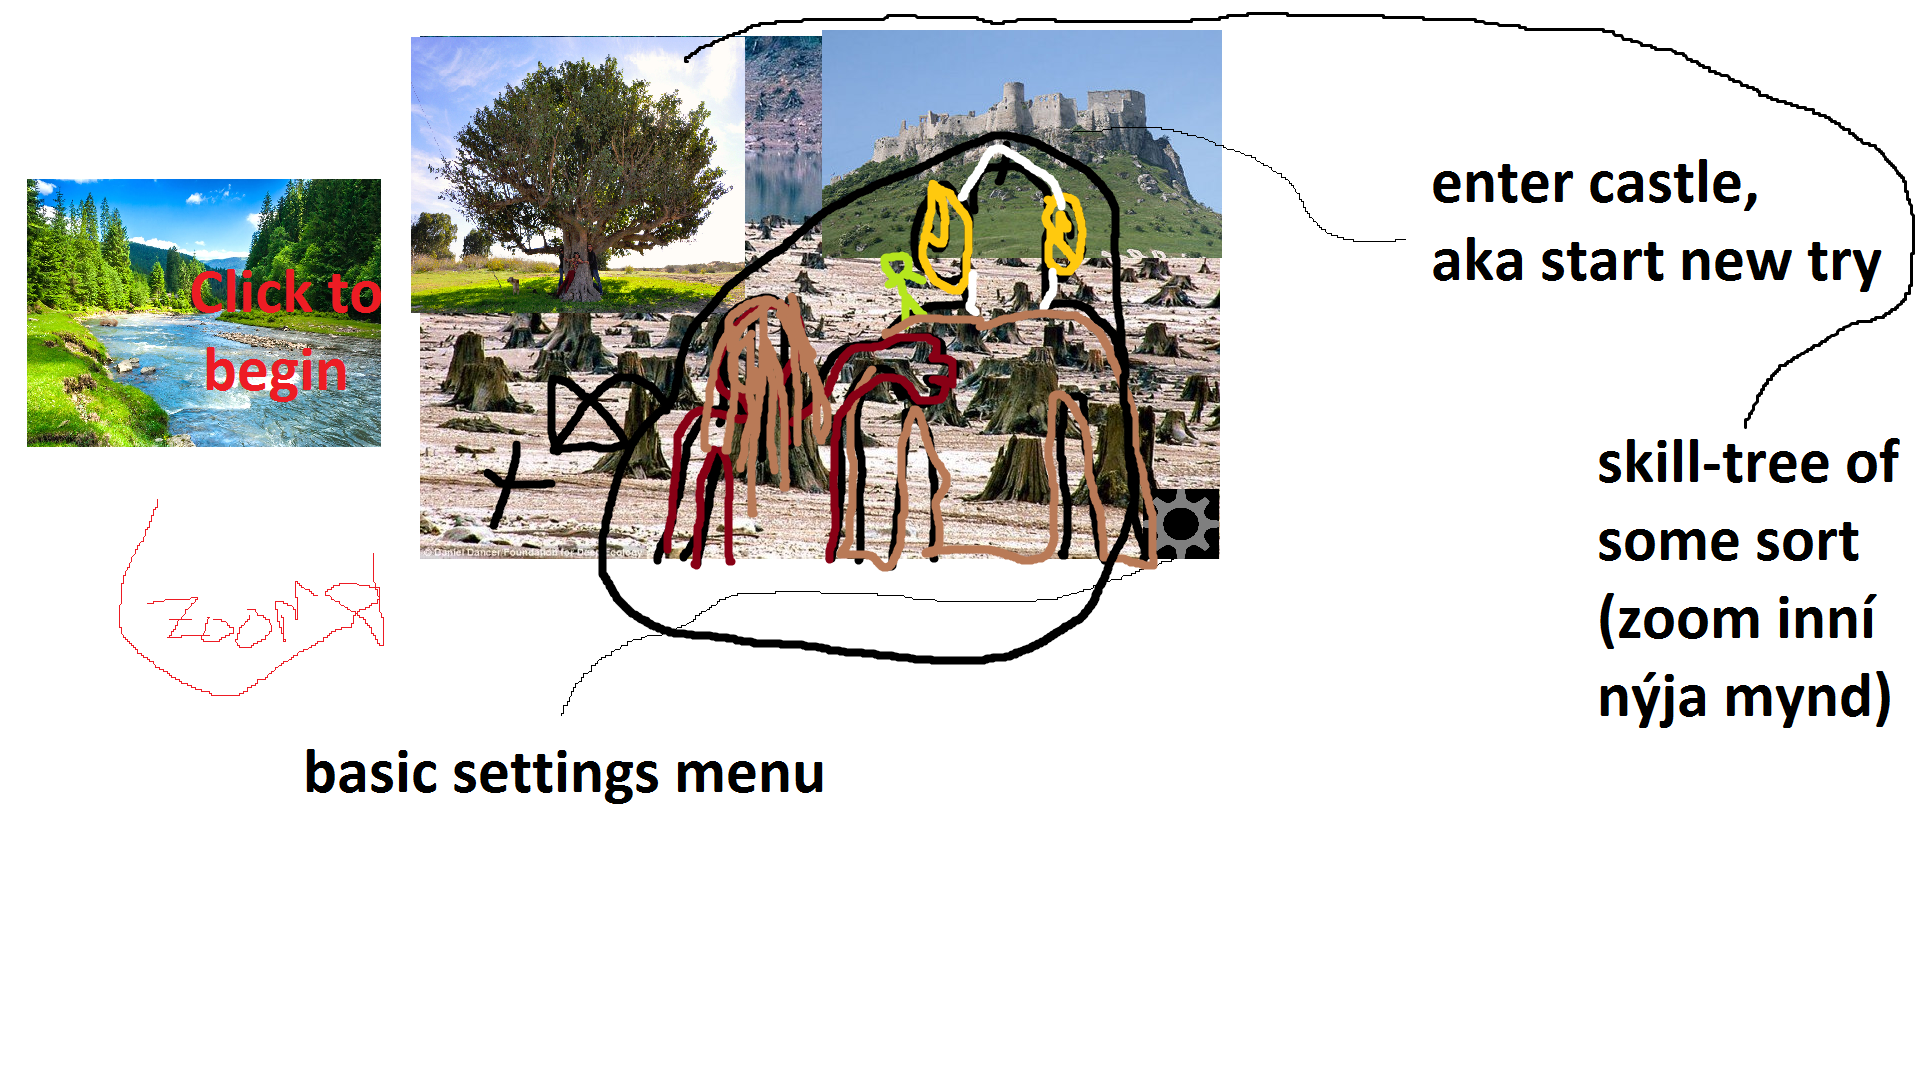 Click to
begin
enter castle,
aka start new try
skill-tree of
some sort
(zoom inní
nýja mynd)
zoom
© Daniel Dancer Foundation for Deep Ecology
basic settings menu